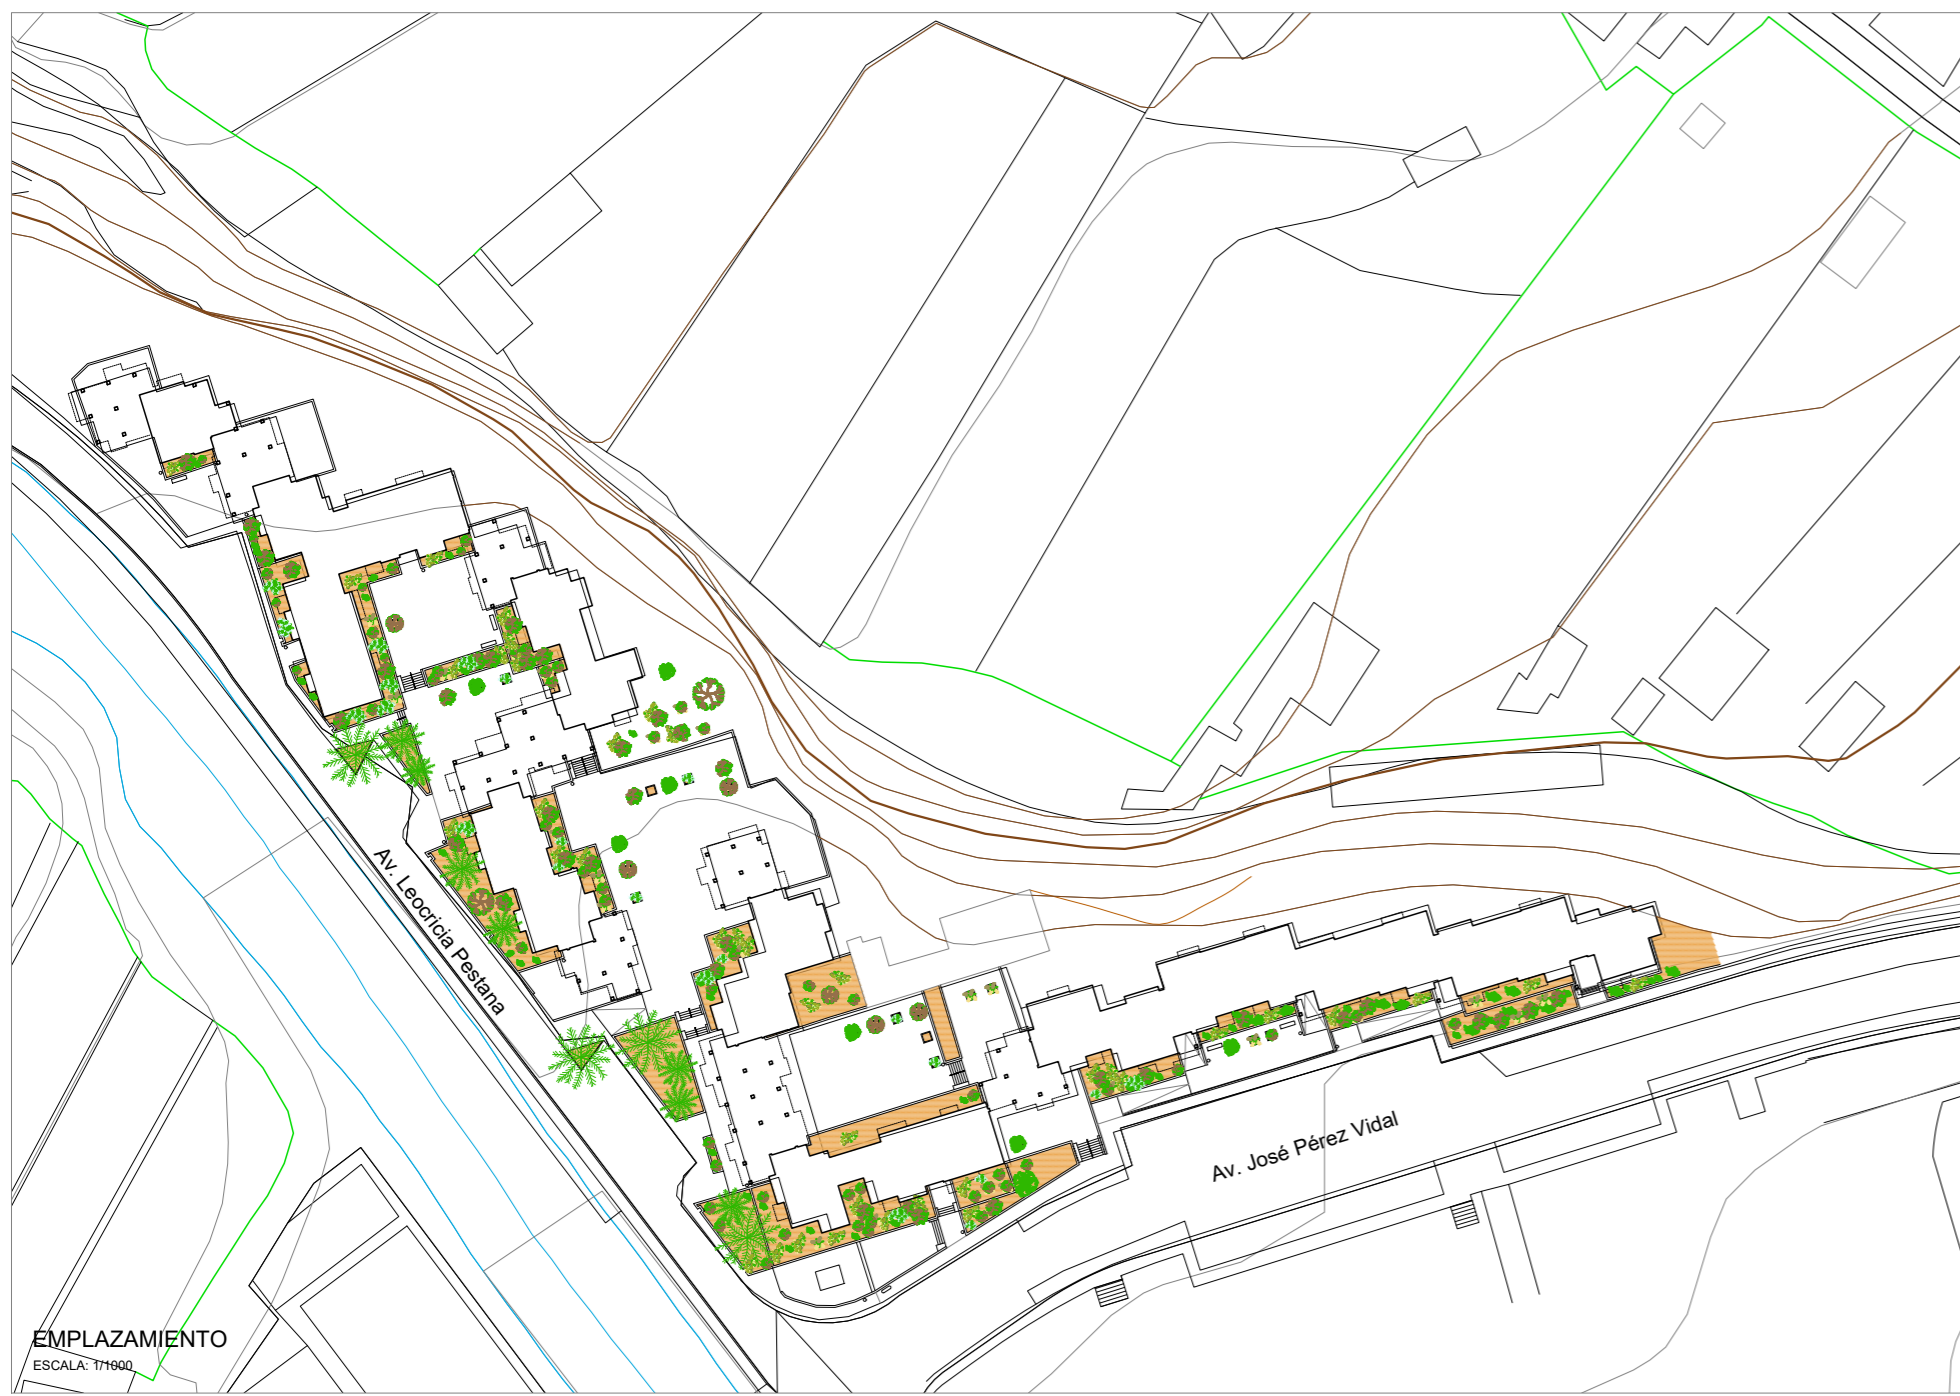 Av. Leocricia Pestana
Av. José Pérez Vidal
EMPLAZAMIENTO
ESCALA: 1/1000